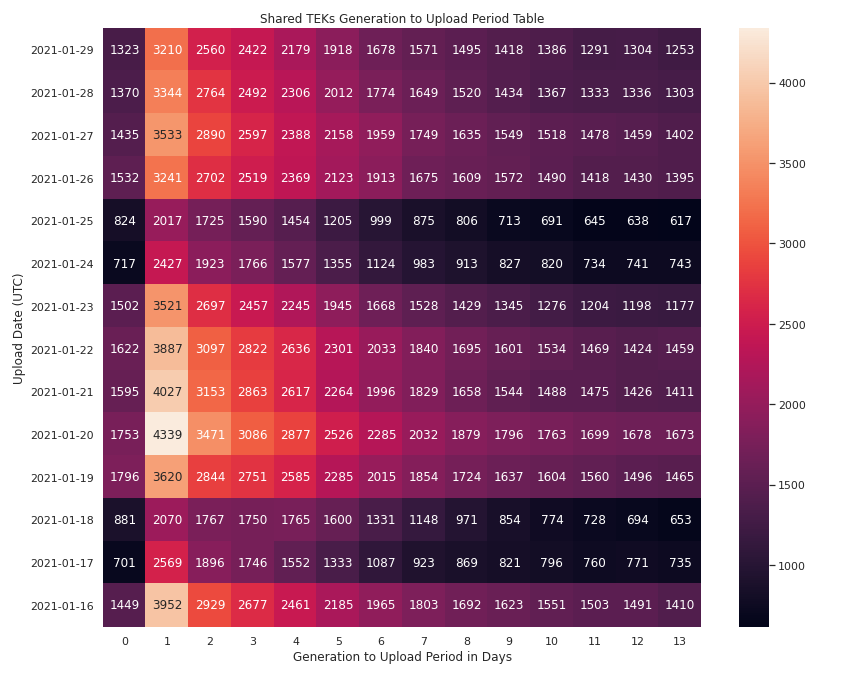 Shared TEKs Generation to Upload Period Table
Upload Date (UTC)
2021-01-29 1323 3210 2560 2422 2179 1918 1678 1571 1495 1418 1386 1291 1304 1253
2021-01-28 1370 3344 2764 2492 2306 2012 1774 1649 1520 1434 1367 1333 1336 1303
2021-01-27 1435 3533 2890 2597 2388 2158 1959 1749 1635 1549 1518 1478 1459 1402
2021-01-26 1532 3241 2702 2519 2369 2123 1913 1675 1609 1572 1490 1418 1430 1395
2021-01-25 824 2017 1725 1590 1454 1205 999 875 806 713 691 645 638 617
2021-01-24 717 2427 1923 1766 1577 1355 1124 983 913 827 820 734 741 743
2021-01-23 1502 3521 2697 2457 2245 1945 1668 1528 1429 1345 1276 1204 1198 1177
2021-01-22 1622 3887 3097 2822 2636 2301 2033 1840 1695 1601 1534 1469 1424 1459
2021-01-21 1595 4027 3153 2863 2617 2264 1996 1829 1658 1544 1488 1475 1426 1411
2021-01-20 1753 4339 3471 3086 2877 2526 2285 2032 1879 1796 1763 1699 1678 1673
2021-01-19 1796 3620 2844 2751 2585 2285 2015 1854 1724 1637 1604 1560 1496 1465
2021-01-18 881 2070 1767 1750 1765 1600 1331 1148 971 854 774 728 694 653
2021-01-17 701 2569 1896 1746 1552 1333 1087 923 869 821 796 760 771 735
2021-01-16 1449 3952 2929 2677 2461 2185 1965 1803 1692 1623 1551 1503 1491 1410
0 1 2 3 4 5 6 7 8 9 10 11 12 13
Generation to Upload Period in Days
4000
3500
3000
2500
2000
1500
1000